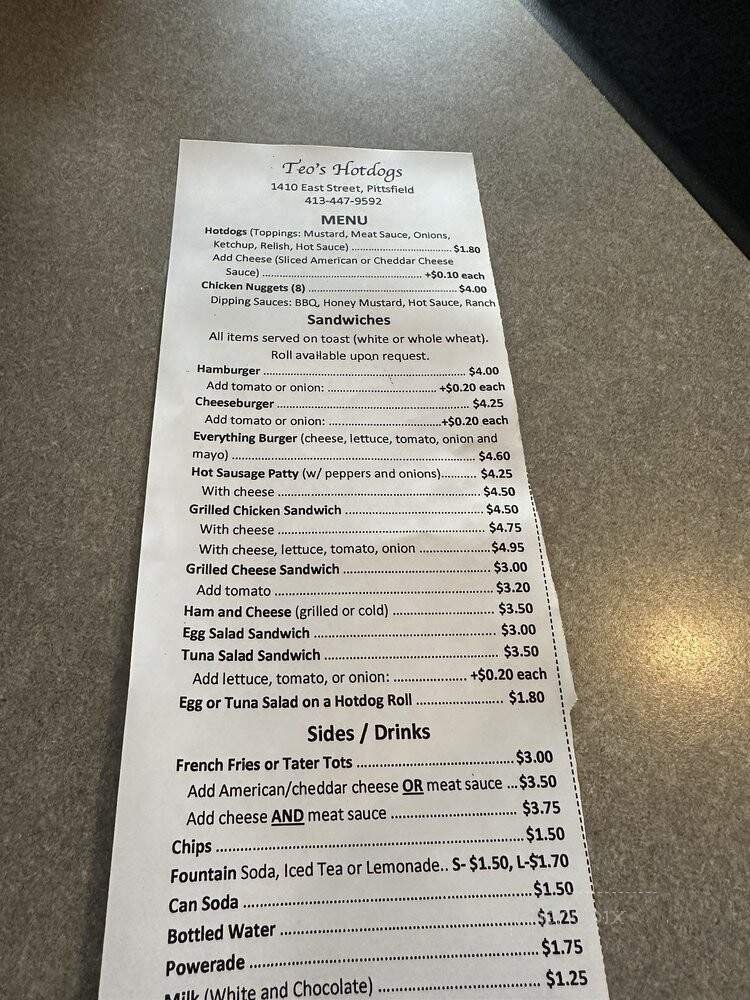 Teo's Hotdogs
1410 East Street, Pittsfield
413-447-9592
MENU
Hotdogs (Toppings: Mustard, Meat Sauce, Onions,
Ketchup, Relish, Hot Sauce) ................................ $1.80
Add Cheese (Sliced American or Cheddar Cheese
Sauce) .................................................. +$0.10 each
Chicken Nuggets (8) ............................................... $4.00
Dipping Sauces: BBQ, Honey Mustard, Hot Sauce, Ranch
Sandwiches
All items served on toast (white or whole wheat).
Roll available upon request.
Hamburger ........................................................ $4.00
Add tomato or onion: .............................. +$0.20 each
Cheeseburger ..................................................... $4.25
Add tomato or onion: ..............................+$0.20 each
Everything Burger (cheese, lettuce, tomato, onion and
mayo) ................................................................... $4.60
Hot Sausage Patty (w/ peppers and onions)........... $4.25
With cheese ...................................................... $4.50
Grilled Chicken Sandwich ..................................... $4.50
With cheese ...................................................... $4.75
With cheese, lettuce, tomato, onion ...................$4.95
Grilled Cheese Sandwich ...................................... $3.00
Add tomato ....................................................... $3.20
Ham and Cheese (grilled or cold) .......................... $3.50
Egg Salad Sandwich .............................................. $3.00
Tuna Salad Sandwich ............................................ $3.50
Add lettuce, tomato, or onion: ................... +$0.20 each
Egg or Tuna Salad on a Hotdog Roll ...................... $1.80
Sides / Drinks
French Fries or Tater Tots ......................................$3.00
Add American/cheddar cheese OR meat sauce ...$3.50
Add cheese AND meat sauce .............................. $3.75
Chips .....................................................................$1.50
Fountain Soda, Iced Tea or Lemonade.. S- $1.50, L-$1.70
Can Soda ................................................................$1.50
Bottled Water .......................................................$1.25
Powerade ............................................................. $1.75
Milk (White and Chocolate) .................................. $1.25